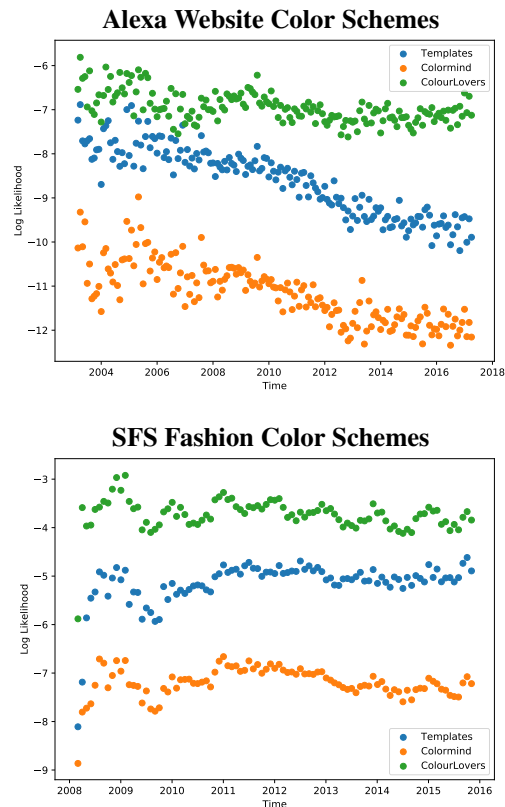 Alexa Website Color Schemes
Templates
Colormind
ColourLovers
−6
−7
−8
−9
−10
−11
−12
Log Likelihood
2004 2006 2008 2010 2012 2014 2016 2018
Time
SFS Fashion Color Schemes
−3
−4
−5
−6
−7
−8
−9
Log Likelihood
Templates
Colormind
ColourLovers
2008 2009 2010 2011 2012 2013 2014 2015 2016
Time